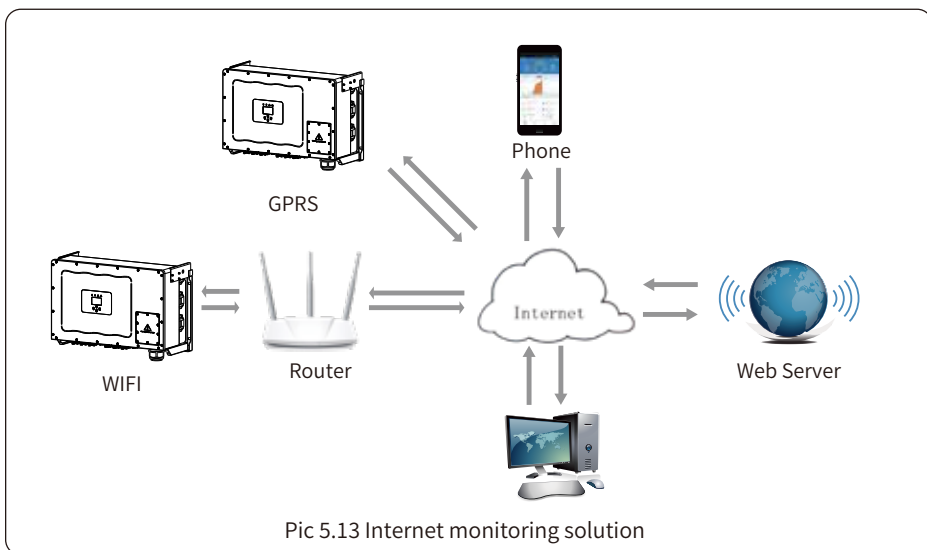 Phone
GPRS
Internet
WIFI
Router
Web Server
Pic 5.13 Internet monitoring solution